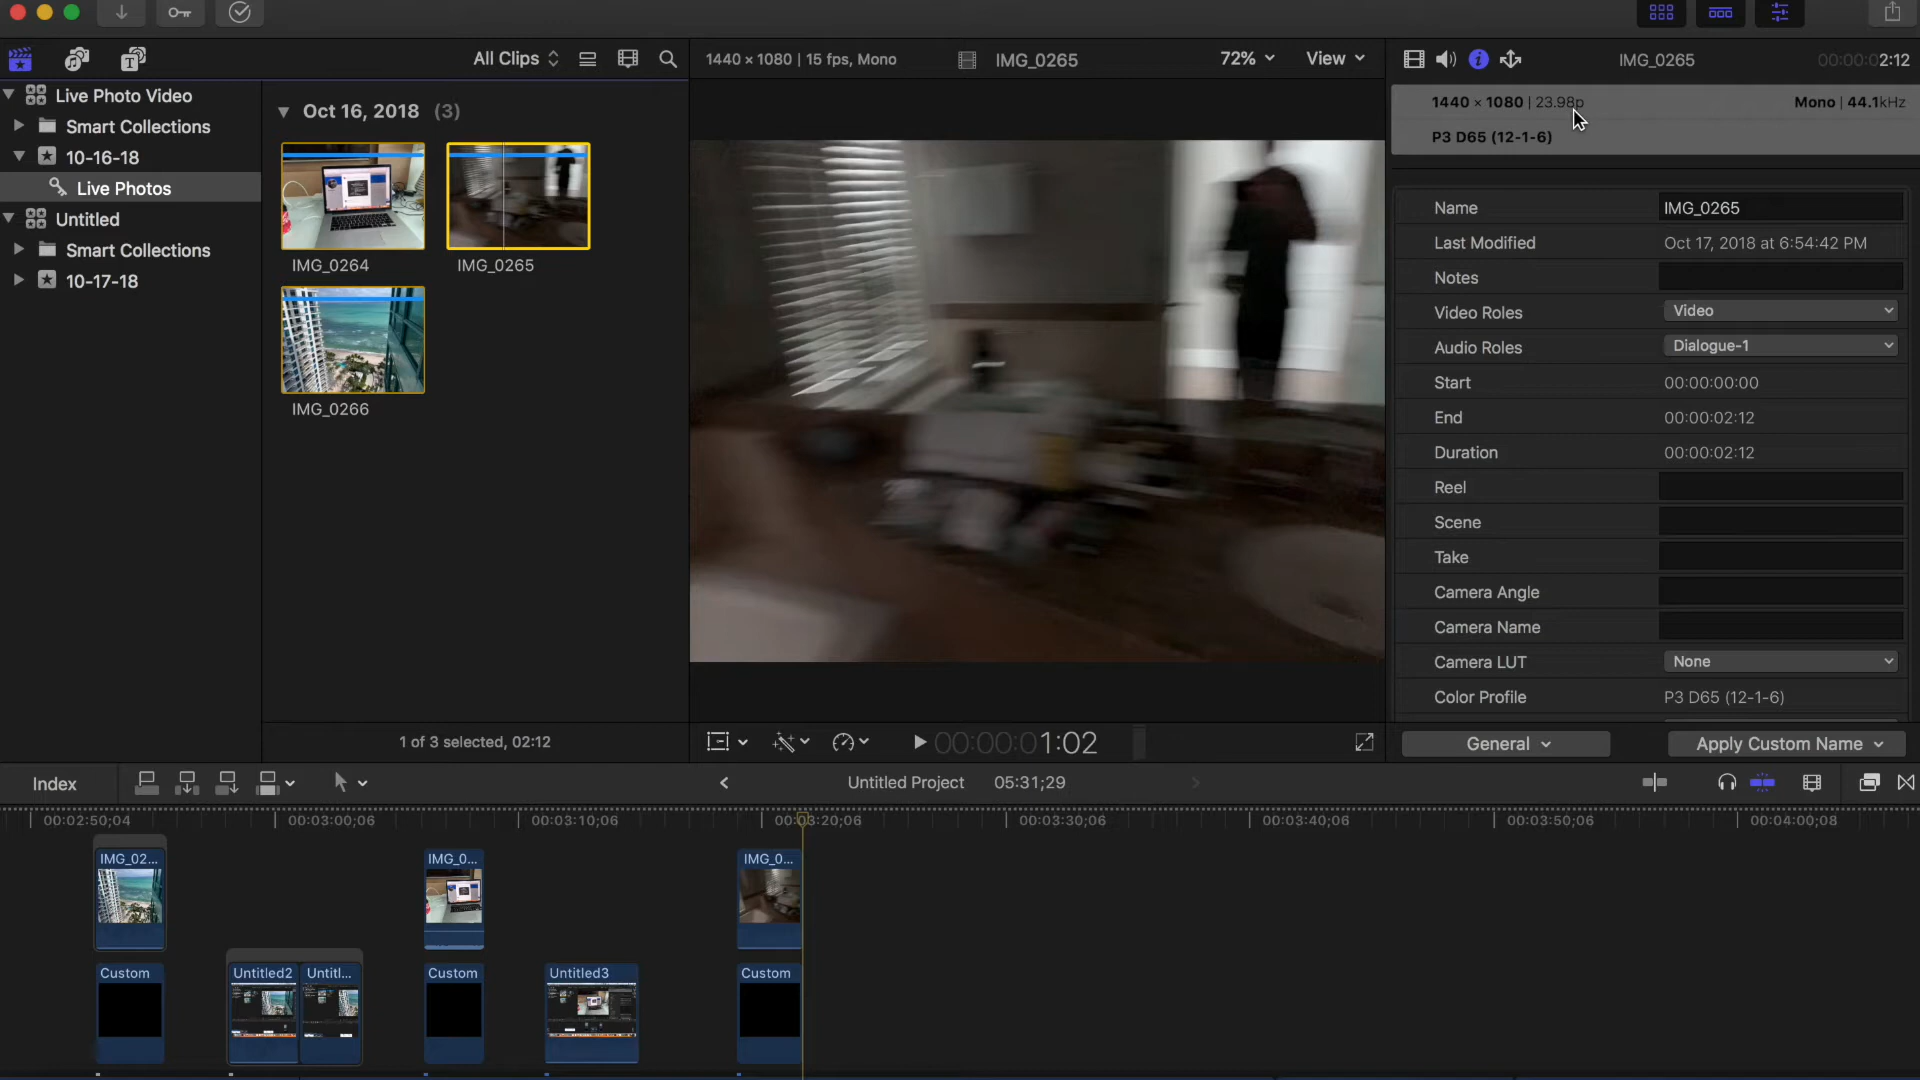 All Clips
1440 × 1080 | 15 fps, Mono
IMG_0265
72%
View
IMG_0265
00:00:02:12
Live Photo Video
Smart Collections
10-16-18
Live Photos
Untitled
Smart Collections
10-17-18
Oct 16, 2018 (3)
IMG_0264
IMG_0265
IMG_0266
1 of 3 selected, 02:12
00:00:01:02
1440 × 1080 | 23.98p
Mono | 44.1kHz
P3 D65 (12-1-6)
Name IMG_0265
Last Modified Oct 17, 2018 at 6:54:42 PM
Notes
Video Roles Video
Audio Roles Dialogue-1
Start 00:00:00:00
End 00:00:02:12
Duration 00:00:02:12
Reel
Scene
Take
Camera Angle
Camera Name
Camera LUT None
Color Profile P3 D65 (12-1-6)
General
Apply Custom Name
Index
Untitled Project 05:31;29
00:02:50;04
00:03:00;06
00:03:10;06
00:03:20;06
00:03:30;06
00:03:40;06
00:03:50;06
00:04:00;08
IMG_02...
IMG_0...
IMG_0...
Custom
Untitled2
Untitl...
Custom
Untitled3
Custom